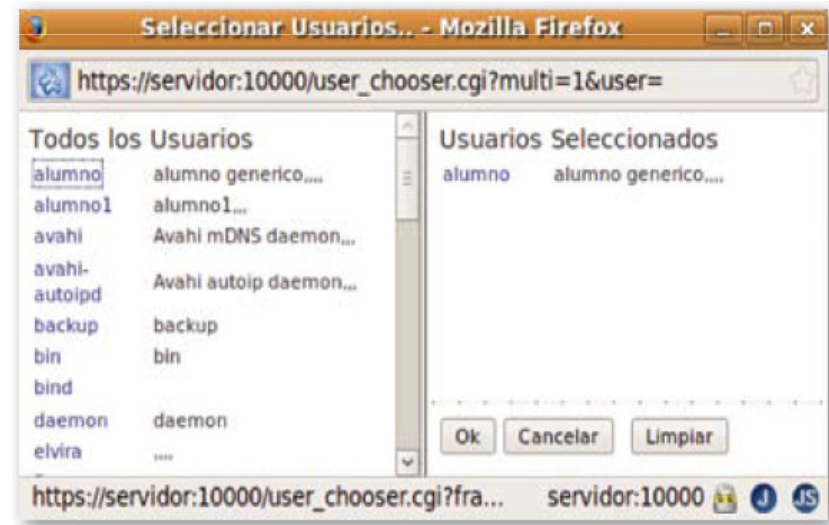 Seleccionar Usuarios.. - Mozilla Firefox
https://servidor:10000/user_chooser.cgi?multi=1&user=
Todos los Usuarios
alumno alumno generico,,,,
alumno1 alumno1,,,
avahi Avahi mDNS daemon,,,
avahi-
autoipd Avahi autoip daemon,,,
backup backup
bin bin
bind
daemon daemon
elvira ,,,,
Usuarios Seleccionados
alumno alumno generico,,,,
Ok Cancelar Limpiar
https://servidor:10000/user_chooser.cgi?fra... servidor:10000 JS